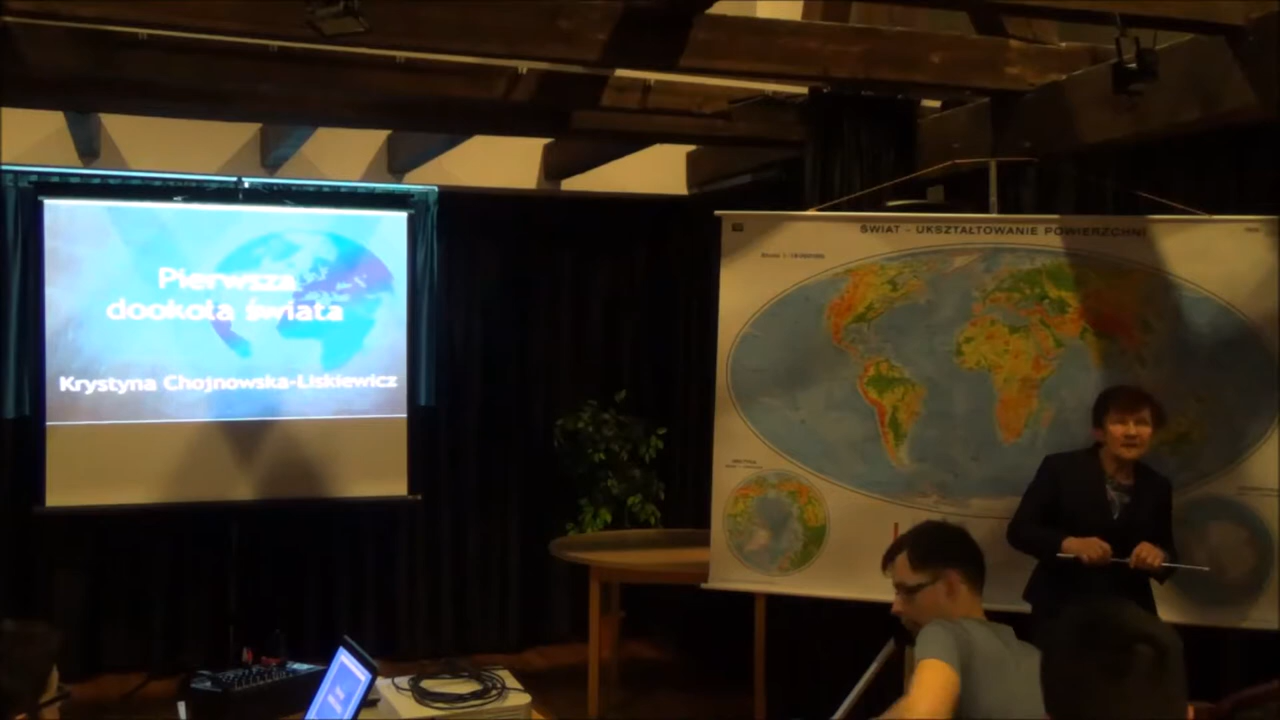 Pierwsza
dookoła świata
Krystyna Chojnowska-Liskiewicz
ŚWIAT - UKSZTAŁTOWANIE POWIERZCHNI